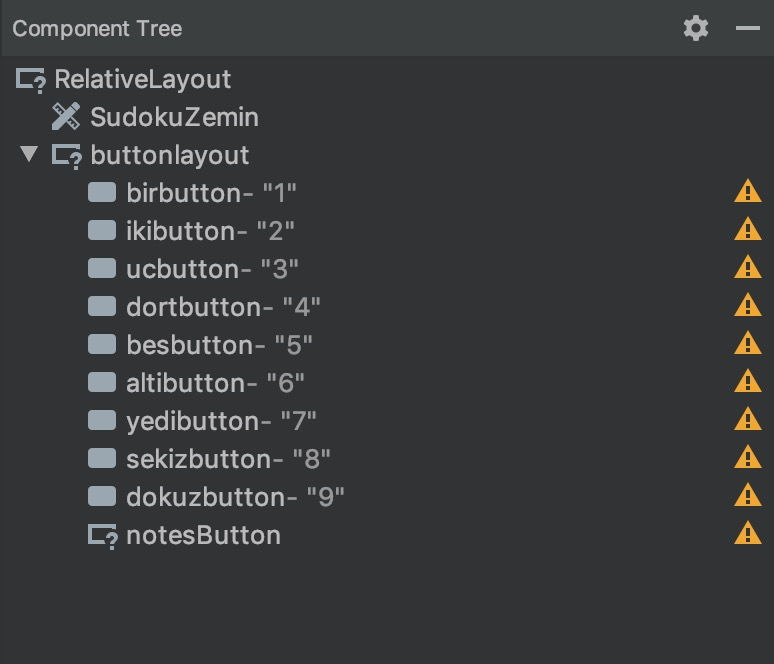 Component Tree
RelativeLayout
SudokuZemin
buttonlayout
birbutton- "1"
ikibutton- "2"
ucbutton- "3"
dortbutton- "4"
besbutton- "5"
altibutton- "6"
yedibutton- "7"
sekizbutton- "8"
dokuzbutton- "9"
notesButton